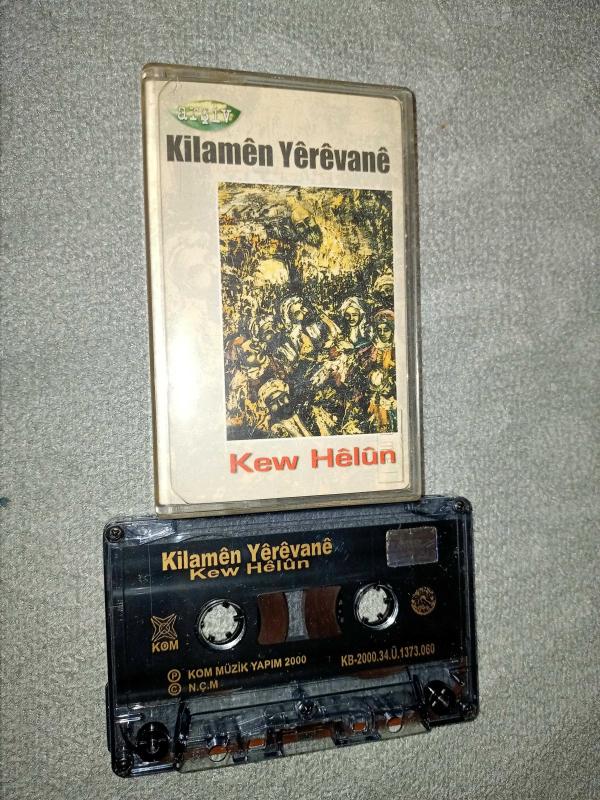 arşiv
Kilamên Yêrêvanê
Kew Hêlûn
Kilamên Yêrêvanê
Kew Hêlûn
KOM
P KOM MÜZİK YAPIM 2000
C N.Ç.M
KB-2000.34.Ü.1373.060